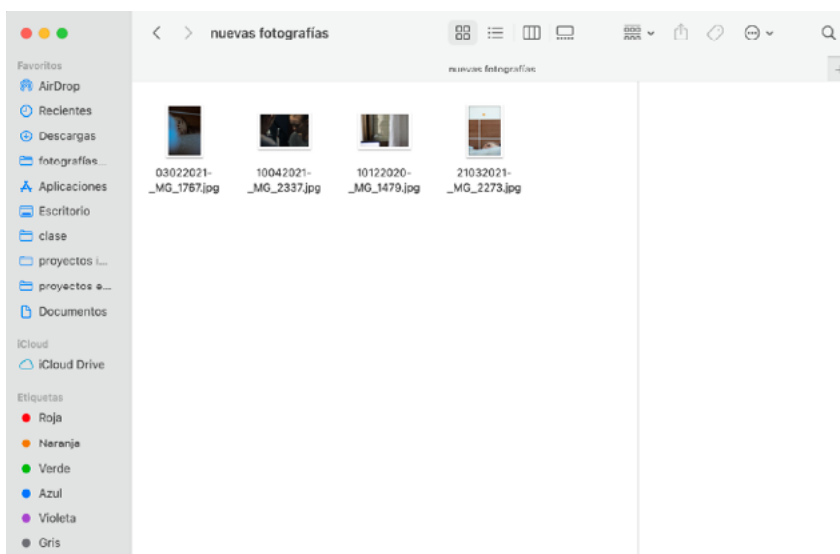 nuevas fotografías
nuevas fotografías
Favoritos
AirDrop
Recientes
Descargas
fotografías...
Aplicaciones
Escritorio
clase
proyectos i...
proyectos e...
Documentos
iCloud
iCloud Drive
Etiquetas
Roja
Naranja
Verde
Azul
Violeta
Gris
03022021-
_MG_1767.jpg
10042021-
_MG_2337.jpg
10122020-
_MG_1479.jpg
21032021-
_MG_2273.jpg